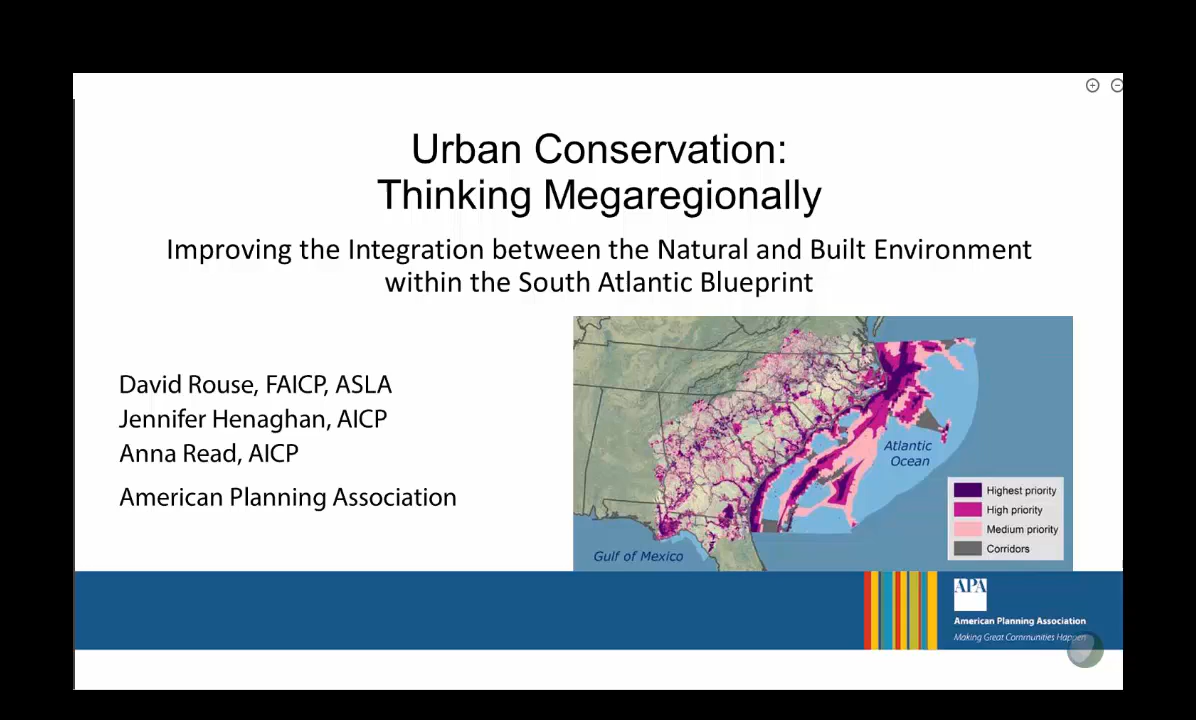 Urban Conservation:
Thinking Megaregionally
Improving the Integration between the Natural and Built Environment
within the South Atlantic Blueprint
David Rouse, FAICP, ASLA
Jennifer Henaghan, AICP
Anna Read, AICP
American Planning Association
Atlantic
Ocean
Gulf of Mexico
Highest priority
High priority
Medium priority
Corridors
APA
American Planning Association
Making Great Communities Happen